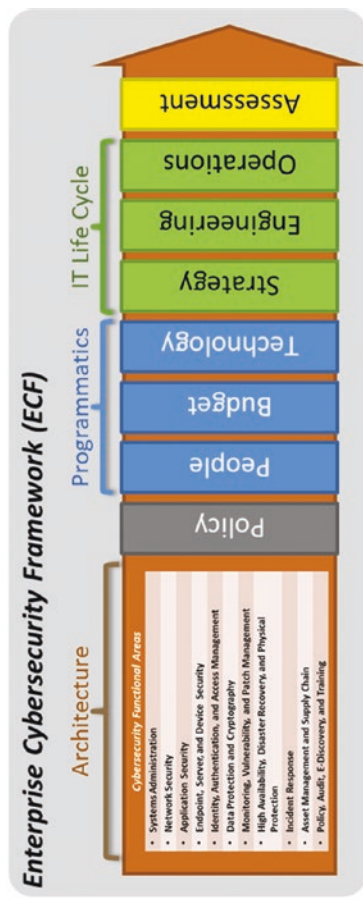 Enterprise Cybersecurity Framework (ECF)
Architecture
Programmatics
IT Life Cycle
Cybersecurity Functional Areas
• Systems Administration
• Network Security
• Application Security
• Endpoint, Server, and Device Security
• Identity, Authentication, and Access Management
• Data Protection and Cryptography
• Monitoring, Vulnerability, and Patch Management
• High Availability, Disaster Recovery, and Physical
Protection
• Incident Response
• Asset Management and Supply Chain
• Policy, Audit, E-Discovery, and Training
Policy
People
Budget
Technology
Strategy
Engineering
Operations
Assessment